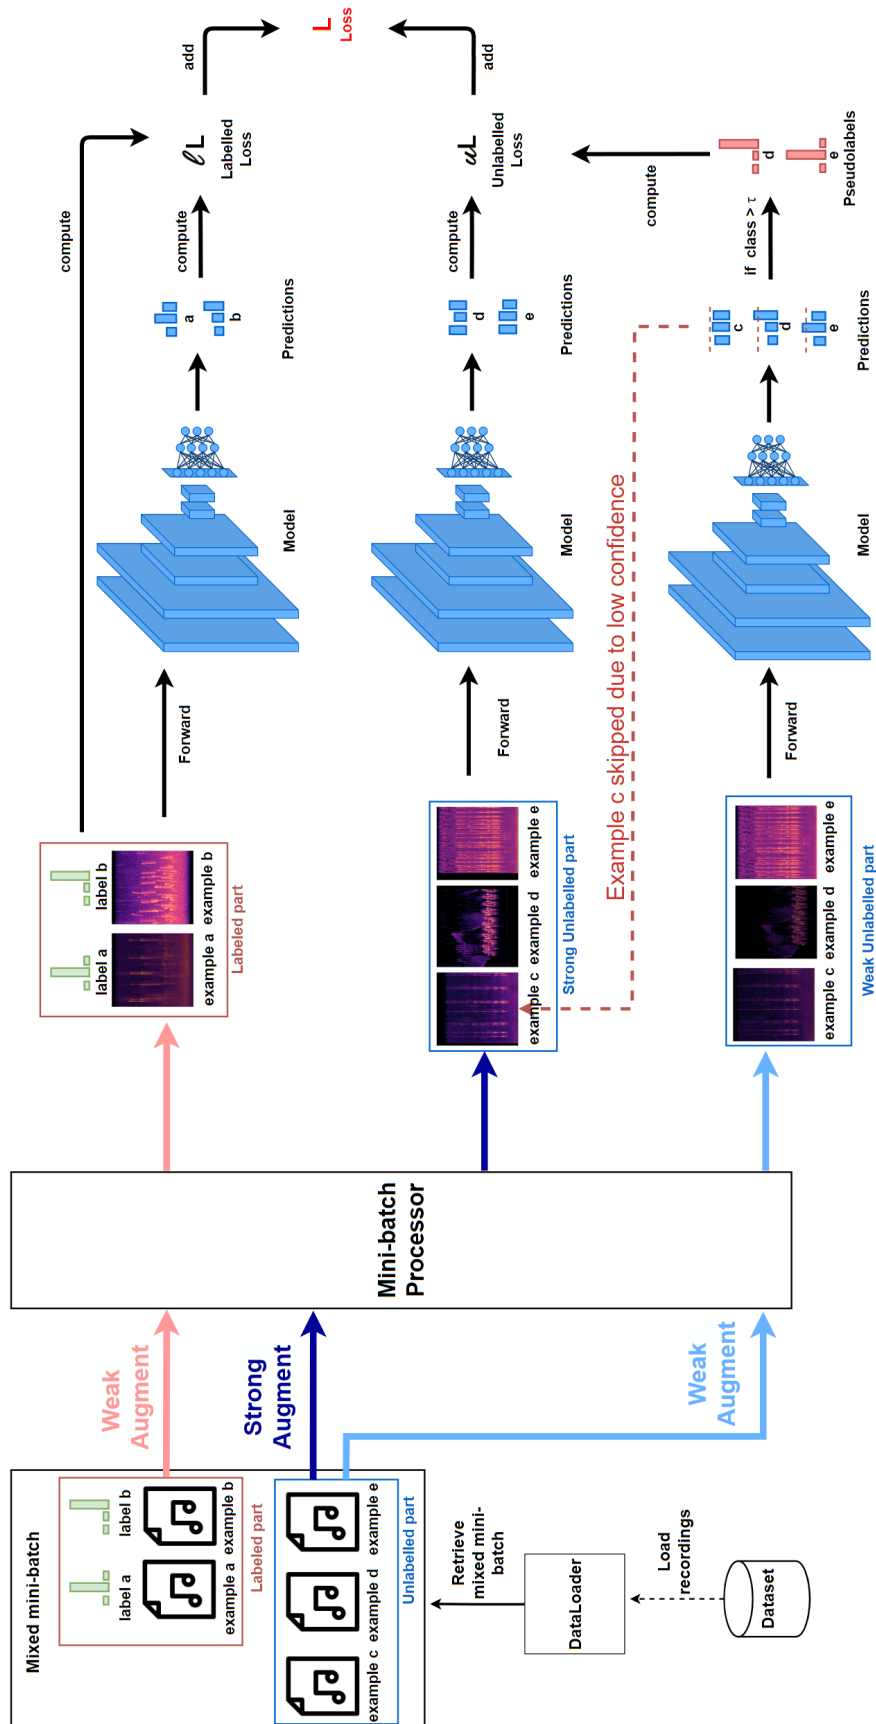 Mixed mini-batch
label a
label b
example a
example b
Labeled part
example c
example d
example e
Unlabelled part
Retrieve
mixed mini-
batch
DataLoader
Load
recordings
Dataset
Weak
Augment
Strong
Augment
Weak
Augment
Mini-batch
Processor
label a
label b
example a
example b
Labeled part
Forward
Model
a
b
Predictions
compute
compute
ℓL
Labelled
Loss
add
L
Loss
example c
example d
example e
Strong Unlabelled part
Forward
Model
d
e
Predictions
compute
uL
Unlabelled
Loss
add
Example c skipped due to low confidence
example c
example d
example e
Weak Unlabelled part
Forward
Model
c
d
e
Predictions
if class > τ
compute
d
e
Pseudolabels